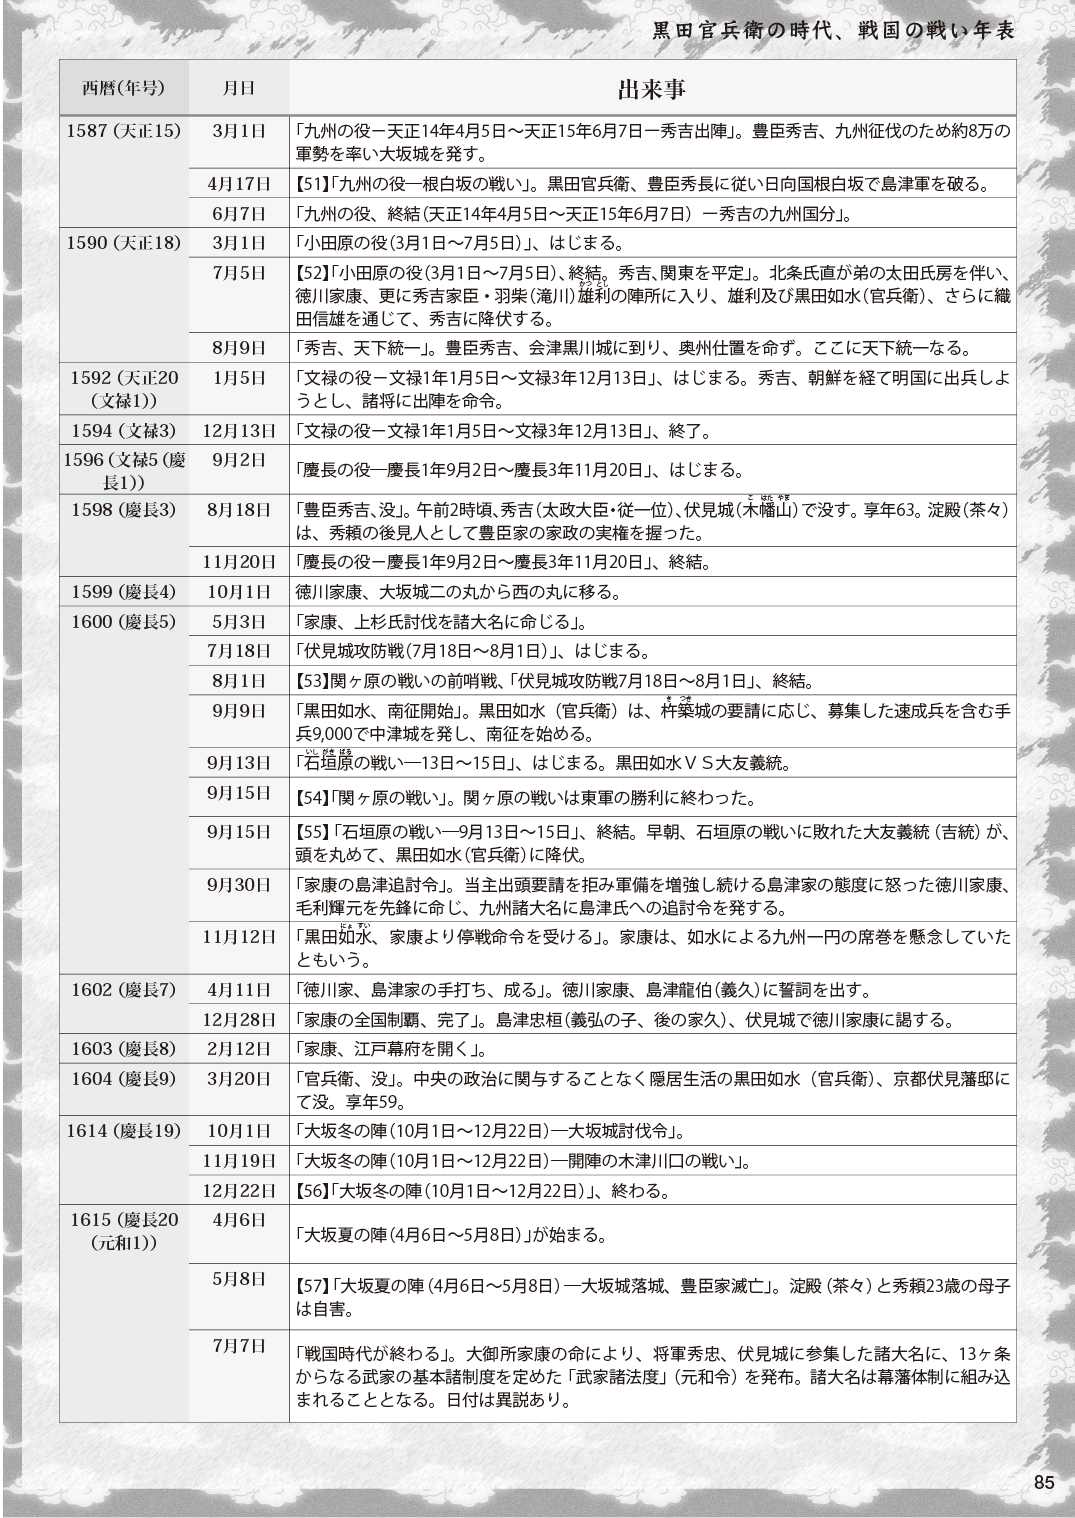 黒田官兵衛の時代、戦国の戦い年表
西暦（年号） 月日 出来事
1587（天正15） 3月1日 「九州の役－天正14年4月5日～天正15年6月7日－秀吉出陣」。豊臣秀吉、九州征伐のため約8万の
軍勢を率い大坂城を発す。
4月17日 【51】「九州の役―根白坂の戦い」。黒田官兵衛、豊臣秀長に従い日向国根白坂で島津軍を破る。
6月7日 「九州の役、終結（天正14年4月5日～天正15年6月7日）－秀吉の九州国分」。
1590（天正18） 3月1日 「小田原の役（3月1日～7月5日）」、はじまる。
7月5日 【52】「小田原の役（3月1日～7月5日）、終結。秀吉、関東を平定」。北条氏直が弟の太田氏房を伴い、
かつ とし
徳川家康、更に秀吉家臣・羽柴（滝川）雄利の陣所に入り、雄利及び黒田如水（官兵衛）、さらに織
田信雄を通じて、秀吉に降伏する。
8月9日 「秀吉、天下統一」。豊臣秀吉、会津黒川城に到り、奥州仕置を命ず。ここに天下統一なる。
1592（天正20 1月5日 「文禄の役－文禄1年1月5日～文禄3年12月13日」、はじまる。秀吉、朝鮮を経て明国に出兵しよ
（文禄1）） うとし、諸将に出陣を命令。
1594（文禄3） 12月13日 「文禄の役－文禄1年1月5日～文禄3年12月13日」、終了。
1596（文禄5（慶 9月2日 「慶長の役―慶長1年9月2日～慶長3年11月20日」、はじまる。
長1））
こ はた やま
1598（慶長3） 8月18日 「豊臣秀吉、没」。午前2時頃、秀吉（太政大臣・従一位）、伏見城（木幡山）で没す。享年63。淀殿（茶々）
は、秀頼の後見人として豊臣家の家政の実権を握った。
11月20日 「慶長の役－慶長1年9月2日～慶長3年11月20日」、終結。
1599（慶長4） 10月1日 徳川家康、大坂城二の丸から西の丸に移る。
1600（慶長5） 5月3日 「家康、上杉氏討伐を諸大名に命じる」。
7月18日 「伏見城攻防戦（7月18日～8月1日）」、はじまる。
8月1日 【53】関ヶ原の戦いの前哨戦、「伏見城攻防戦7月18日～8月1日」、終結。
き つき
9月9日 「黒田如水、南征開始」。黒田如水（官兵衛）は、杵築城の要請に応じ、募集した速成兵を含む手
兵9,000で中津城を発し、南征を始める。
いし がき ばる
9月13日 「石垣原の戦い―13日～15日」、はじまる。黒田如水ＶＳ大友義統。
9月15日 【54】「関ヶ原の戦い」。関ヶ原の戦いは東軍の勝利に終わった。
9月15日 【55】「石垣原の戦い―9月13日～15日」、終結。早朝、石垣原の戦いに敗れた大友義統（吉統）が、
頭を丸めて、黒田如水（官兵衛）に降伏。
9月30日 「家康の島津追討令」。当主出頭要請を拒み軍備を増強し続ける島津家の態度に怒った徳川家康、
毛利輝元を先鋒に命じ、九州諸大名に島津氏への追討令を発する。
じょ すい
11月12日 「黒田如水、家康より停戦命令を受ける」。家康は、如水による九州一円の席巻を懸念していた
ともいう。
1602（慶長7） 4月11日 「徳川家、島津家の手打ち、成る」。徳川家康、島津龍伯（義久）に誓詞を出す。
12月28日 「家康の全国制覇、完了」。島津忠桓（義弘の子、後の家久）、伏見城で徳川家康に謁する。
1603（慶長8） 2月12日 「家康、江戸幕府を開く」。
1604（慶長9） 3月20日 「官兵衛、没」。中央の政治に関与することなく隠居生活の黒田如水（官兵衛）、京都伏見藩邸に
て没。享年59。
1614（慶長19） 10月1日 「大坂冬の陣（10月1日～12月22日）―大坂城討伐令」。
11月19日 「大坂冬の陣（10月1日～12月22日）―開陣の木津川口の戦い」。
12月22日 【56】「大坂冬の陣（10月1日～12月22日）」、終わる。
1615（慶長20 4月6日 「大坂夏の陣（4月6日～5月8日）」が始まる。
（元和1））
5月8日 【57】「大坂夏の陣（4月6日～5月8日）―大坂城落城、豊臣家滅亡」。淀殿（茶々）と秀頼23歳の母子
は自害。
7月7日 「戦国時代が終わる」。大御所家康の命により、将軍秀忠、伏見城に参集した諸大名に、13ヶ条
からなる武家の基本諸制度を定めた「武家諸法度」（元和令）を発布。諸大名は幕藩体制に組み込
まれることとなる。日付は異説あり。
85